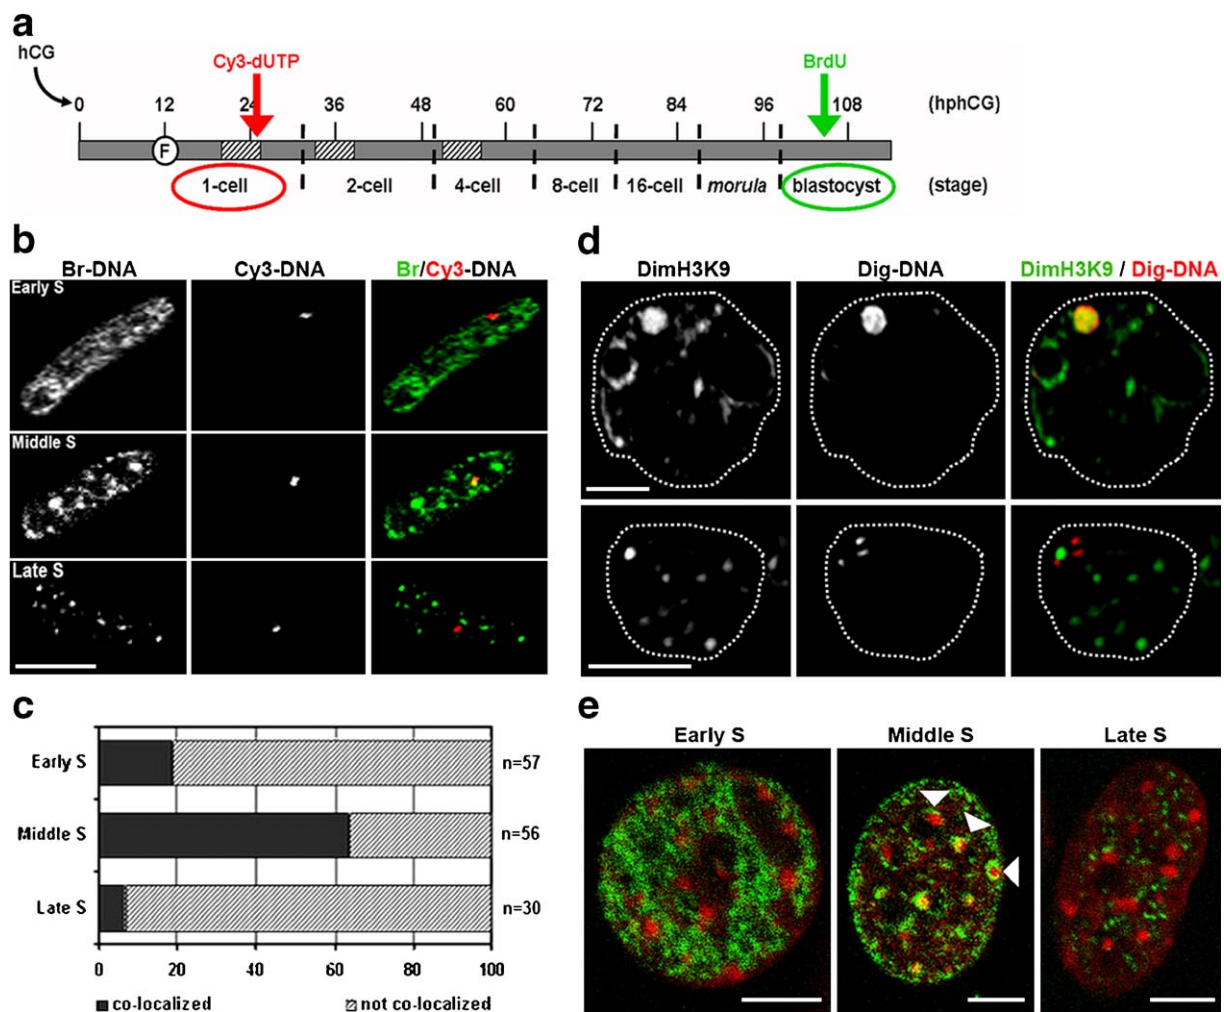 a
hCG
Cy3-dUTP
BrdU
0 12 24 36 48 60 72 84 96 108 (hphCG)
F
1-cell 2-cell 4-cell 8-cell 16-cell morula blastocyst (stage)
b
Br-DNA Cy3-DNA Br/Cy3-DNA
Early S
Middle S
Late S
c
Early S n=57
Middle S n=56
Late S n=30
0 20 40 60 80 100
co-localized not co-localized
d
DimH3K9 Dig-DNA DimH3K9 / Dig-DNA
e
Early S Middle S Late S